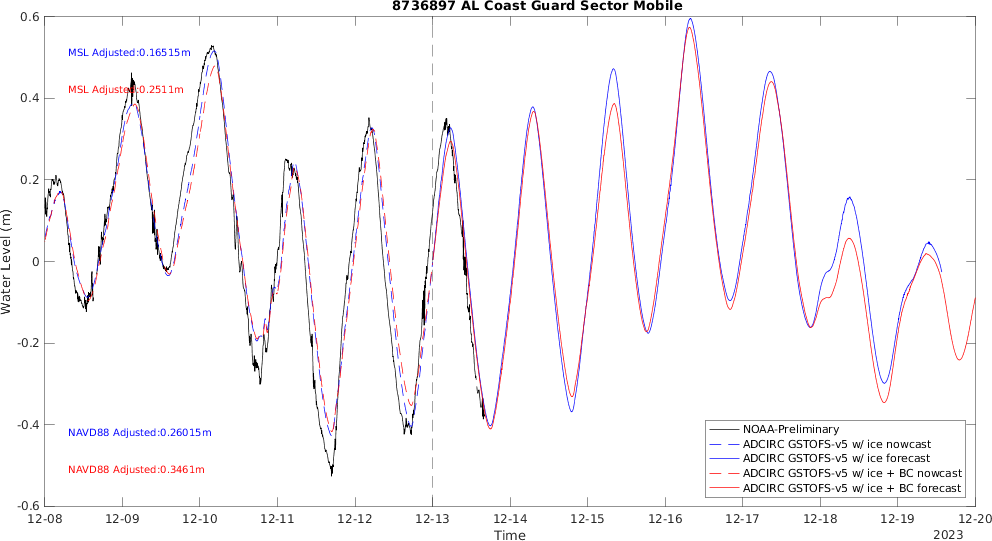 8736897 AL Coast Guard Sector Mobile
0.6
MSL Adjusted:0.16515m
MSL Adjusted:0.2511m
0.4
0.2
0
-0.2
-0.4
-0.6
Water Level (m)
NAVD88 Adjusted:0.26015m
NAVD88 Adjusted:0.3461m
NOAA-Preliminary
ADCIRC GSTOFS-v5 w/ ice nowcast
ADCIRC GSTOFS-v5 w/ ice forecast
ADCIRC GSTOFS-v5 w/ ice + BC nowcast
ADCIRC GSTOFS-v5 w/ ice + BC forecast
12-08 12-09 12-10 12-11 12-12 12-13 12-14 12-15 12-16 12-17 12-18 12-19 12-20
Time
2023